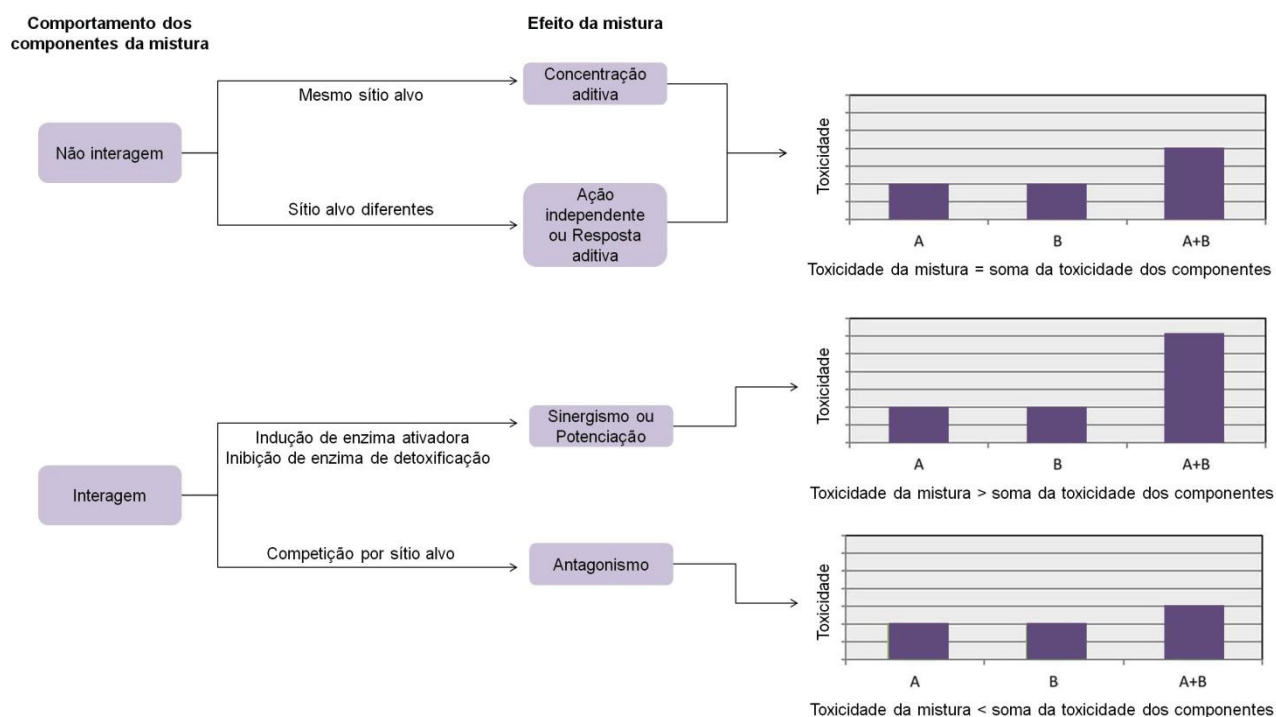 Comportamento dos
componentes da mistura
Efeito da mistura
Não interagem
Mesmo sítio alvo
Sítio alvo diferentes
Concentração
aditiva
Ação
independente
ou Resposta
aditiva
Toxicidade
A
B
A+B
Toxicidade da mistura = soma da toxicidade dos componentes
Interagem
Indução de enzima ativadora
Inibição de enzima de detoxificação
Sinergismo ou
Potenciação
Toxicidade
A
B
A+B
Toxicidade da mistura > soma da toxicidade dos componentes
Competição por sítio alvo
Antagonismo
Toxicidade
A
B
A+B
Toxicidade da mistura < soma da toxicidade dos componentes